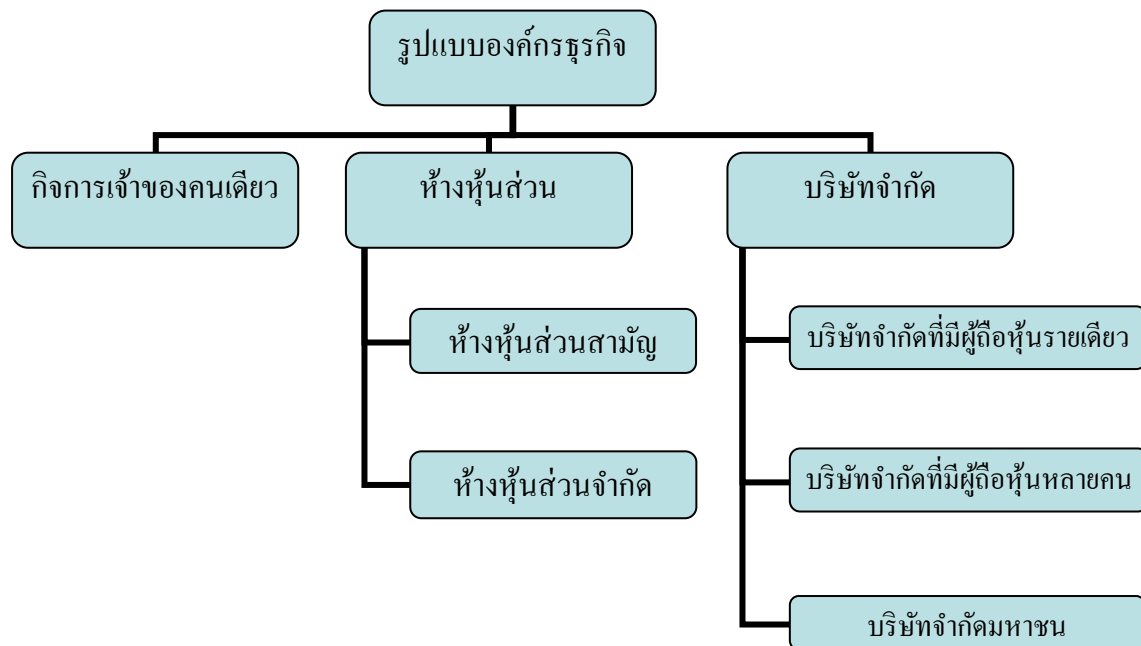 รูปแบบองค์กรธุรกิจ
กิจการเจ้าของคนเดียว
ห้างหุ้นส่วน
บริษัทจำกัด
ห้างหุ้นส่วนสามัญ
บริษัทจำกัดที่มีผู้ถือหุ้นรายเดียว
ห้างหุ้นส่วนจำกัด
บริษัทจำกัดที่มีผู้ถือหุ้นหลายคน
บริษัทจำกัดมหาชน